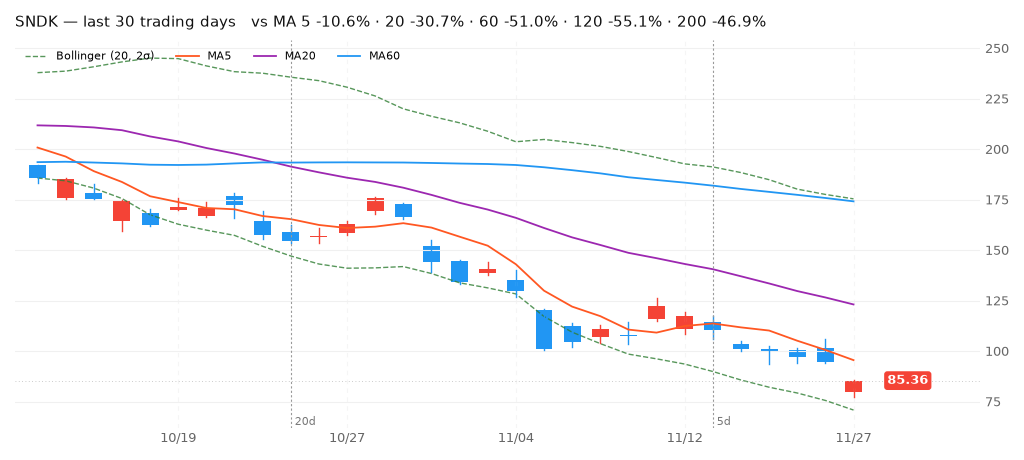 SNDK — last 30 trading days   vs MA 5 -10.6% · 20 -30.7% · 60 -51.0% · 120 -55.1% · 200 -46.9%
Bollinger (20, 2σ)   MA5   MA20   MA60
250
225
200
175
150
125
100
85.36
75
20d   5d
10/19   10/27   11/04   11/12   11/27